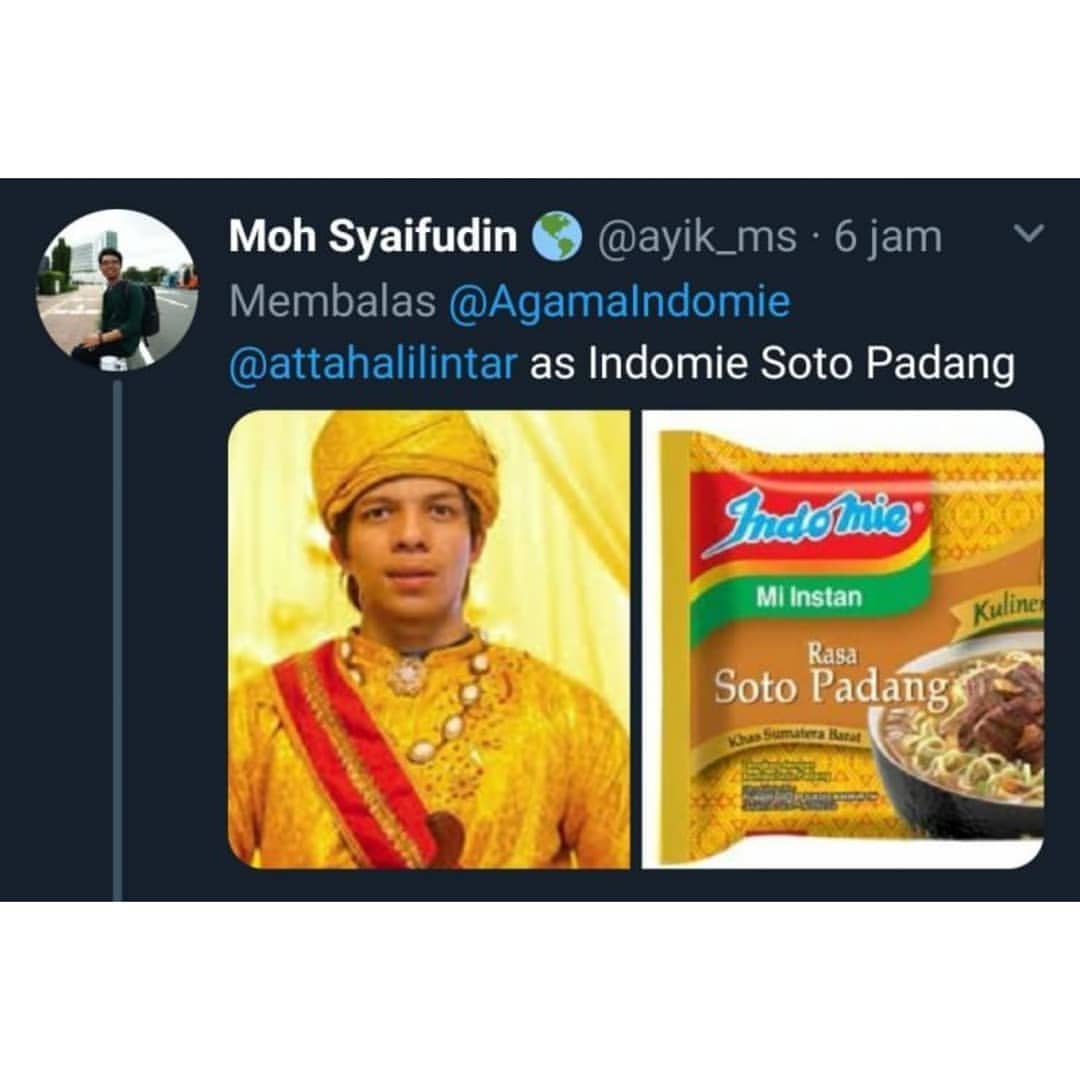 Moh Syaifudin 🌎 @ayik_ms · 6 jam
Membalas @AgamaIndomie
@attahalilintar as Indomie Soto Padang
Indomie
Mi Instan
Kuliner
Rasa
Soto Padang
Khas Sumatera Barat